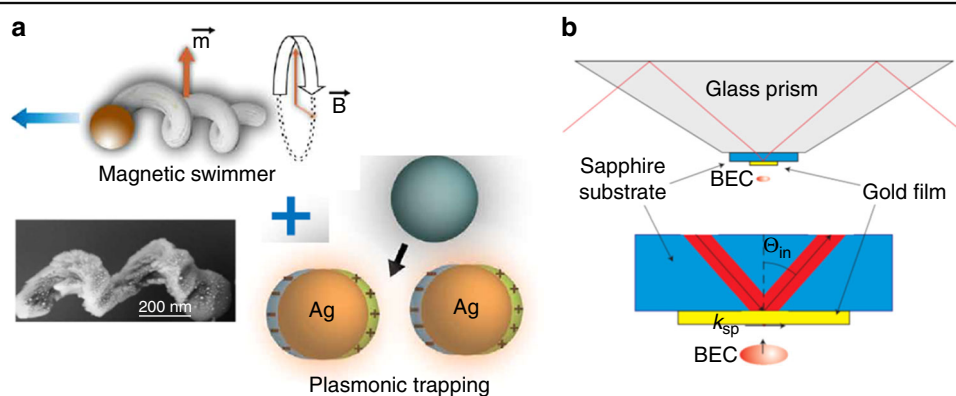 a
m
B
Magnetic swimmer
200 nm
+
Ag
Ag
Plasmonic trapping
b
Glass prism
Sapphire
substrate
BEC
Gold film
Θin
ksp
BEC